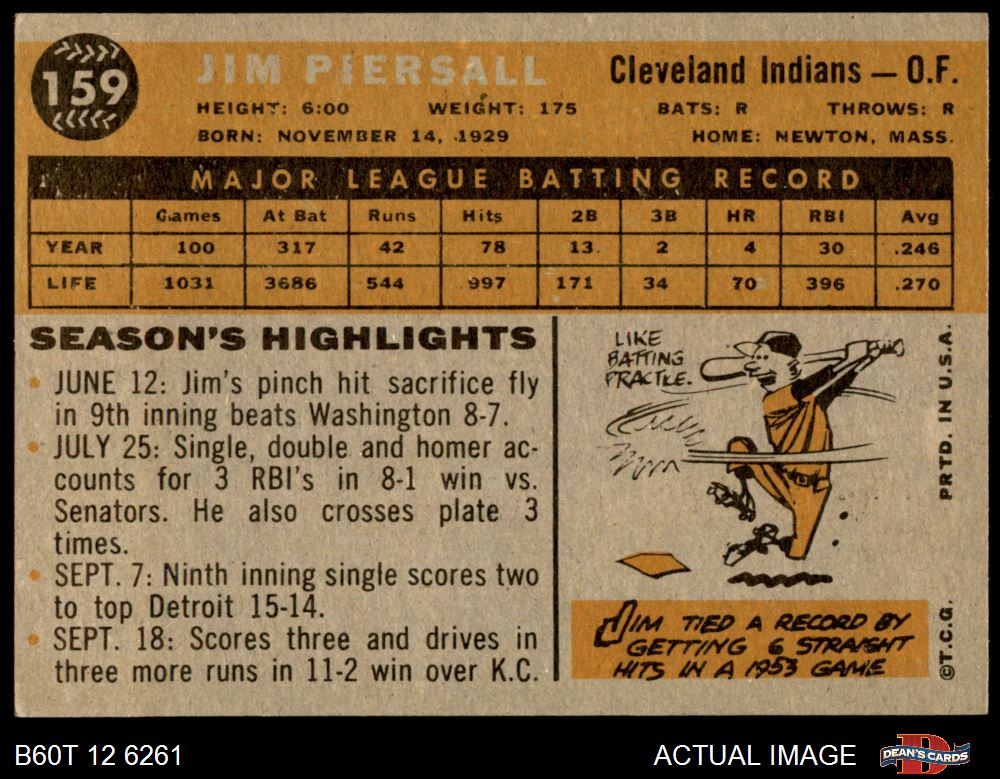 159
JIM PIERSALL
Cleveland Indians — O.F.
HEIGHT: 6:00 WEIGHT: 175 BATS: R THROWS: R
BORN: NOVEMBER 14, 1929 HOME: NEWTON, MASS.
MAJOR LEAGUE BATTING RECORD
Games At Bat Runs Hits 2B 3B HR RBI Avg
YEAR 100 317 42 78 13 2 4 30 .246
LIFE 1031 3686 544 997 171 34 70 396 .270
SEASON'S HIGHLIGHTS
• JUNE 12: Jim's pinch hit sacrifice fly
in 9th inning beats Washington 8-7.
• JULY 25: Single, double and homer ac-
counts for 3 RBI's in 8-1 win vs.
Senators. He also crosses plate 3
times.
• SEPT. 7: Ninth inning single scores two
to top Detroit 15-14.
• SEPT. 18: Scores three and drives in
three more runs in 11-2 win over K.C.
LIKE
BATTING
PRACTICE.
JIM TIED A RECORD BY
GETTING 6 STRAIGHT
HITS IN A 1953 GAME
PRTD. IN U.S.A.
©T.C.G.
B60T 12 6261
ACTUAL IMAGE
DEAN'S CARDS